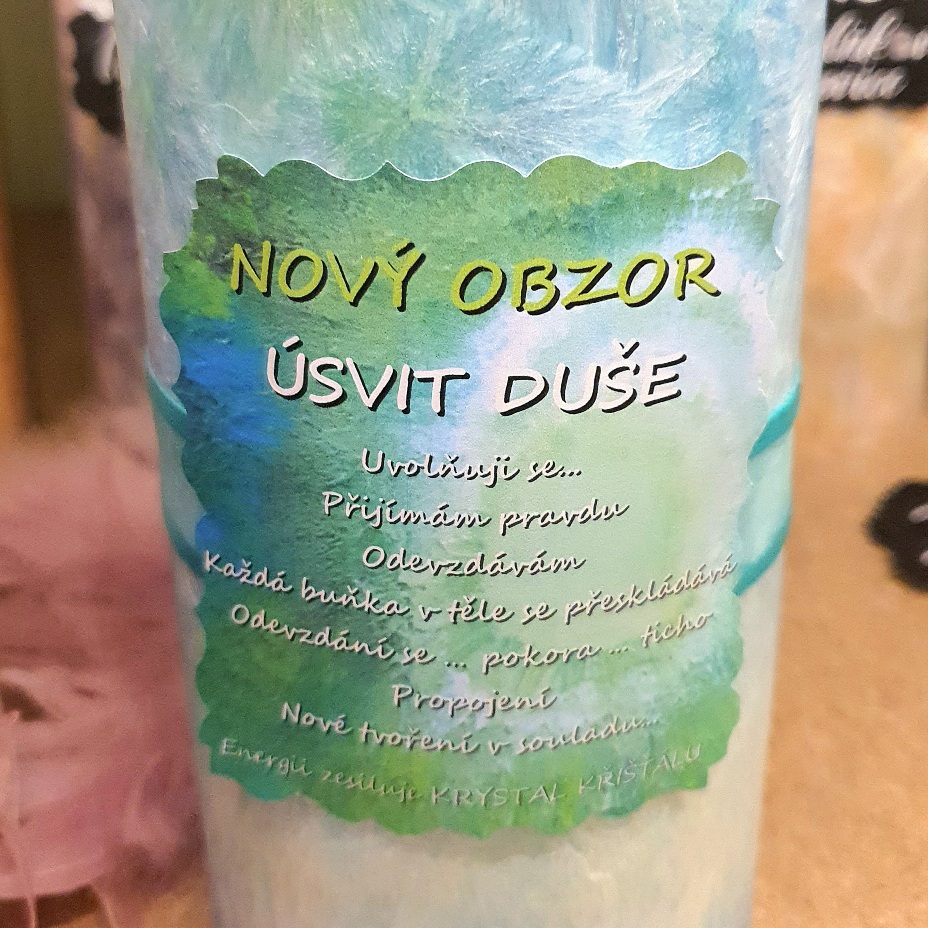 NOVÝ OBZOR
ÚSVIT DUŠE
Uvolňuji se...
Přijímám pravdu
Odevzdávám
Každá buňka v těle se přeskládává
Odevzdání se ... pokora ... ticho
Propojení
Nové tvoření v souladu...
Energii zesiluje KRYSTAL KŘIŠŤÁLU